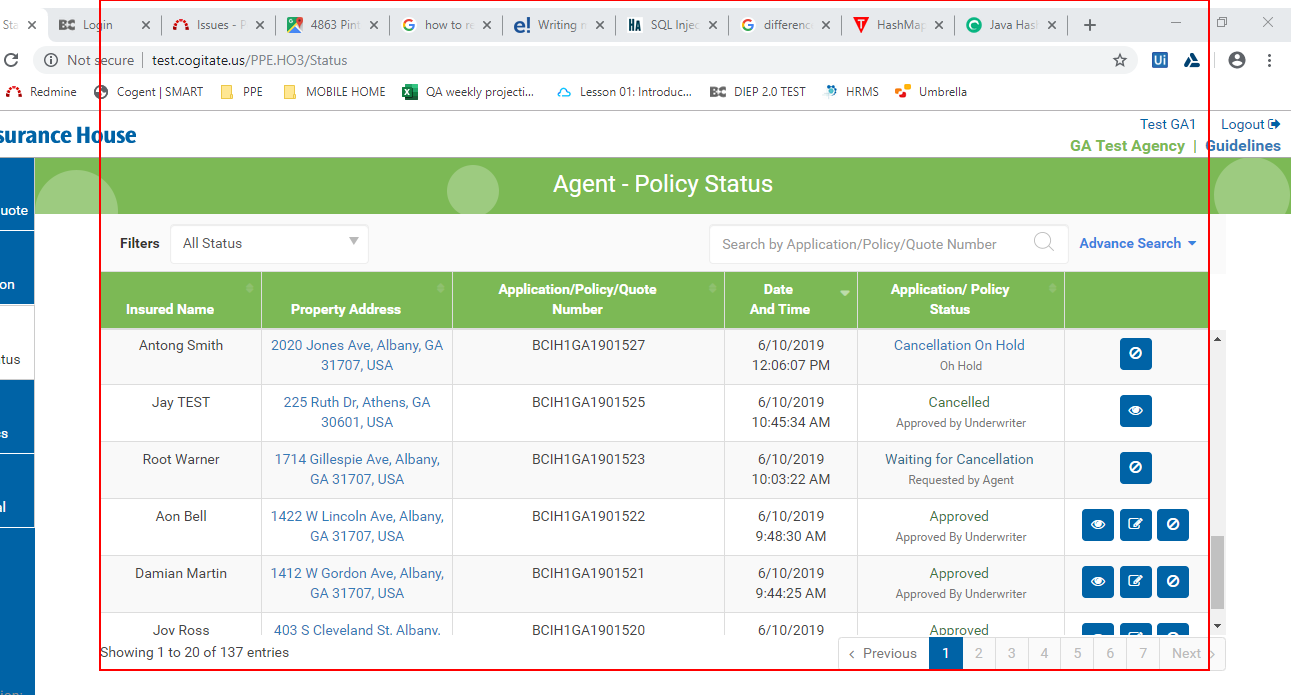 Sta
BC Login
Issues - P
4863 Pint
how to re
e! Writing n
HA SQL Injec
difference
HashMap
Java Hash
Not secure | test.cogitate.us/PPE.HO3/Status
Ui
Redmine
Cogent | SMART
PPE
MOBILE HOME
QA weekly projecti...
Lesson 01: Introduc...
BC DIEP 2.0 TEST
HRMS
Umbrella
surance House
Test GA1
Logout
GA Test Agency | Guidelines
uote
on
tus
s
l
Agent - Policy Status
Filters
All Status
Search by Application/Policy/Quote Number
Advance Search
Insured Name
Property Address
Application/Policy/Quote
Number
Date
And Time
Application/ Policy
Status
Antong Smith
2020 Jones Ave, Albany, GA
31707, USA
BCIH1GA1901527
6/10/2019
12:06:07 PM
Cancellation On Hold
Oh Hold
Jay TEST
225 Ruth Dr, Athens, GA
30601, USA
BCIH1GA1901525
6/10/2019
10:45:34 AM
Cancelled
Approved by Underwriter
Root Warner
1714 Gillespie Ave, Albany,
GA 31707, USA
BCIH1GA1901523
6/10/2019
10:03:22 AM
Waiting for Cancellation
Requested by Agent
Aon Bell
1422 W Lincoln Ave, Albany,
GA 31707, USA
BCIH1GA1901522
6/10/2019
9:48:30 AM
Approved
Approved By Underwriter
Damian Martin
1412 W Gordon Ave, Albany,
GA 31707, USA
BCIH1GA1901521
6/10/2019
9:44:25 AM
Approved
Approved By Underwriter
Joy Ross
403 S Cleveland St, Albany,
BCIH1GA1901520
6/10/2019
Approved
Showing 1 to 20 of 137 entries
‹ Previous 1 2 3 4 5 6 7 Next ›